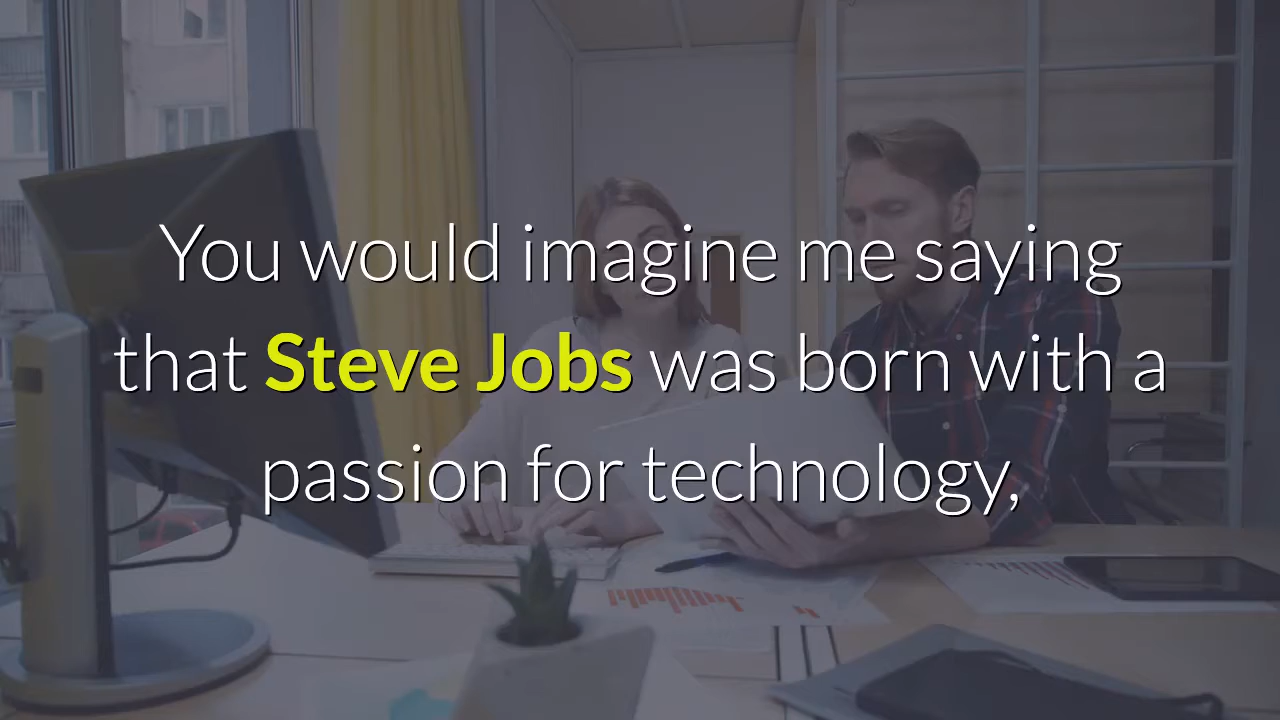 You would imagine me saying
that Steve Jobs was born with a
passion for technology,